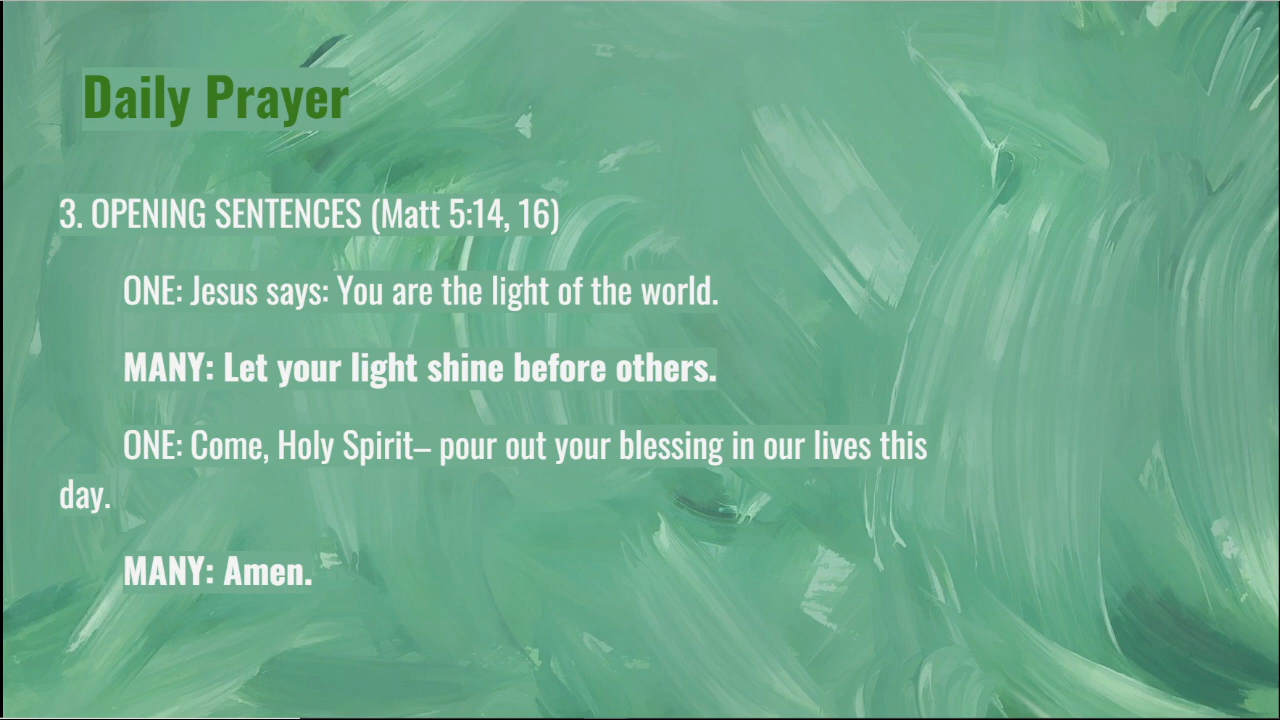 Daily Prayer
3. OPENING SENTENCES (Matt 5:14, 16)
ONE: Jesus says: You are the light of the world.
MANY: Let your light shine before others.
ONE: Come, Holy Spirit– pour out your blessing in our lives this
day.
MANY: Amen.